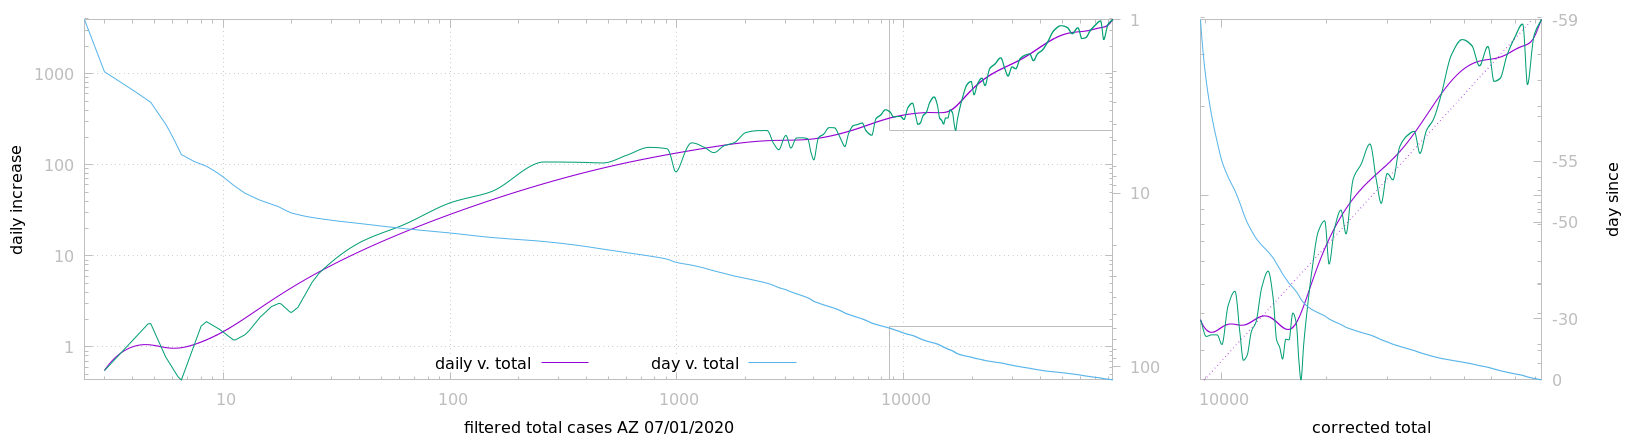 1000
100
10
1
daily increase
10
100
1000
10000
filtered total cases AZ 07/01/2020
daily v. total
day v. total
1
10
100
10000
corrected total
-59
-55
-50
-30
0
day since